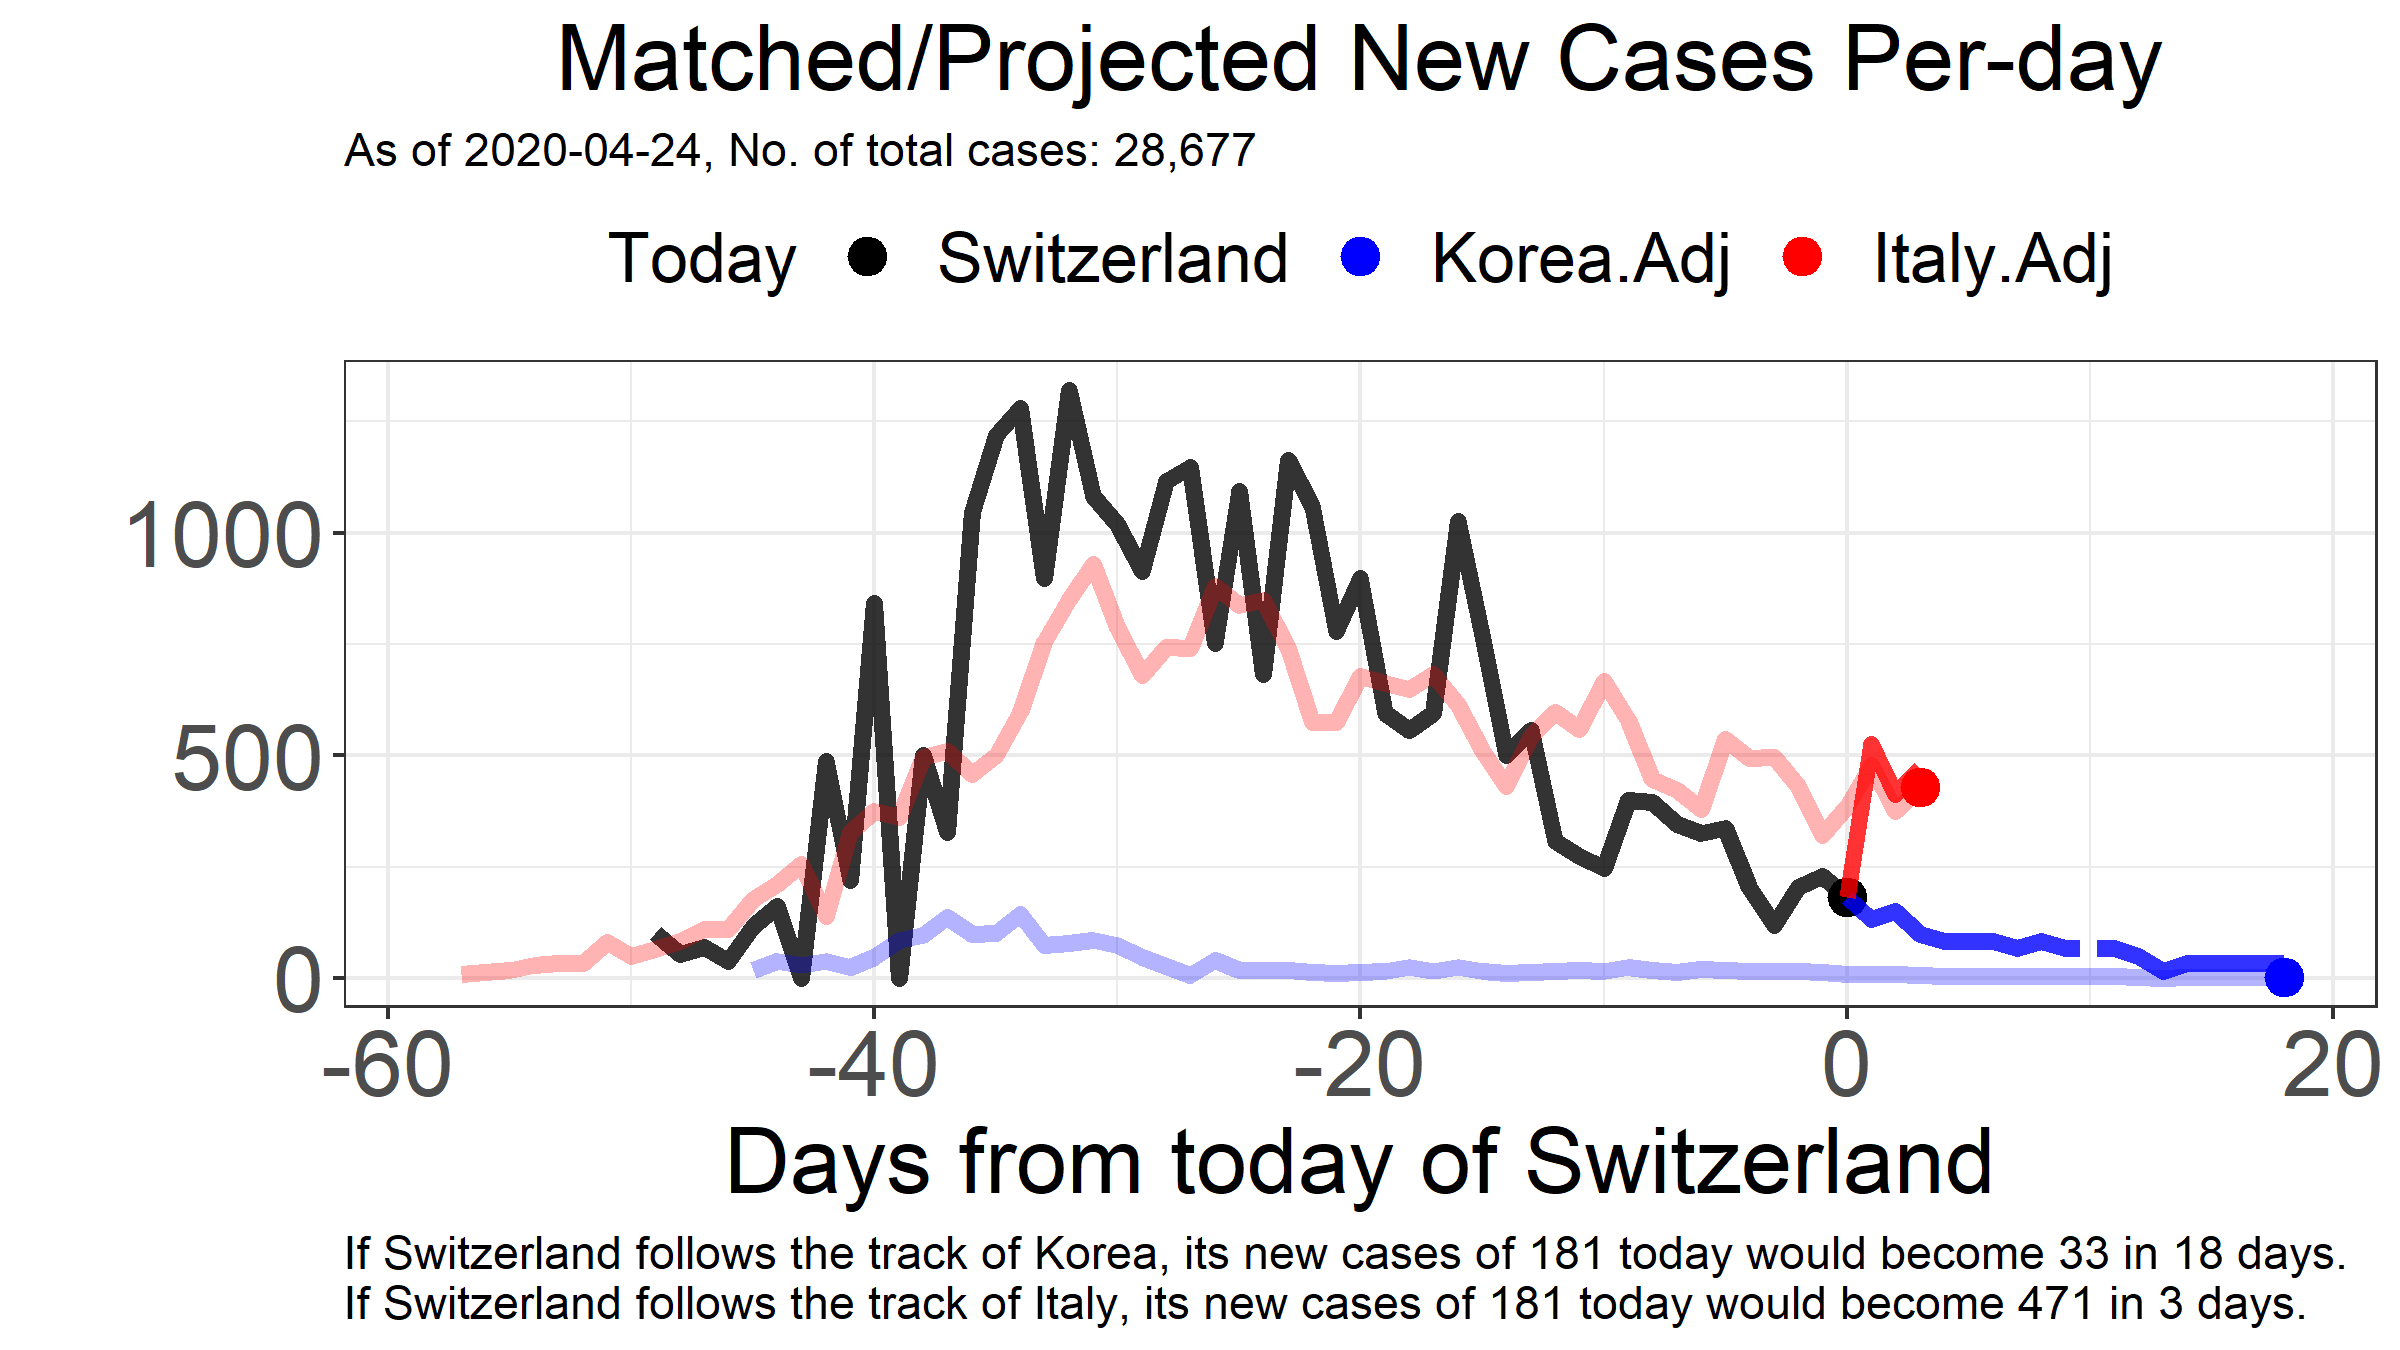 Matched/Projected New Cases Per-day
As of 2020-04-24, No. of total cases: 28,677
Today Switzerland Korea.Adj Italy.Adj
1000
500
0
-60 -40 -20 0 20
Days from today of Switzerland
If Switzerland follows the track of Korea, its new cases of 181 today would become 33 in 18 days.
If Switzerland follows the track of Italy, its new cases of 181 today would become 471 in 3 days.